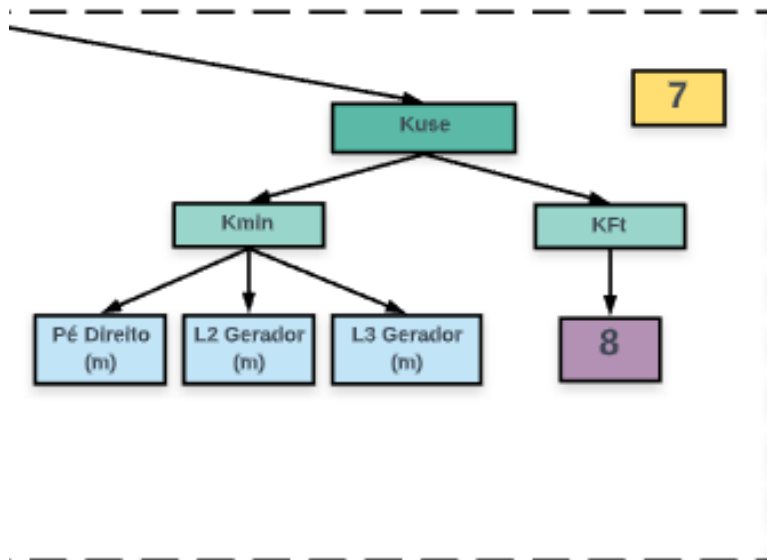 7
Kuse
Kmin
KFt
Pé Direito
(m)
L2 Gerador
(m)
L3 Gerador
(m)
8